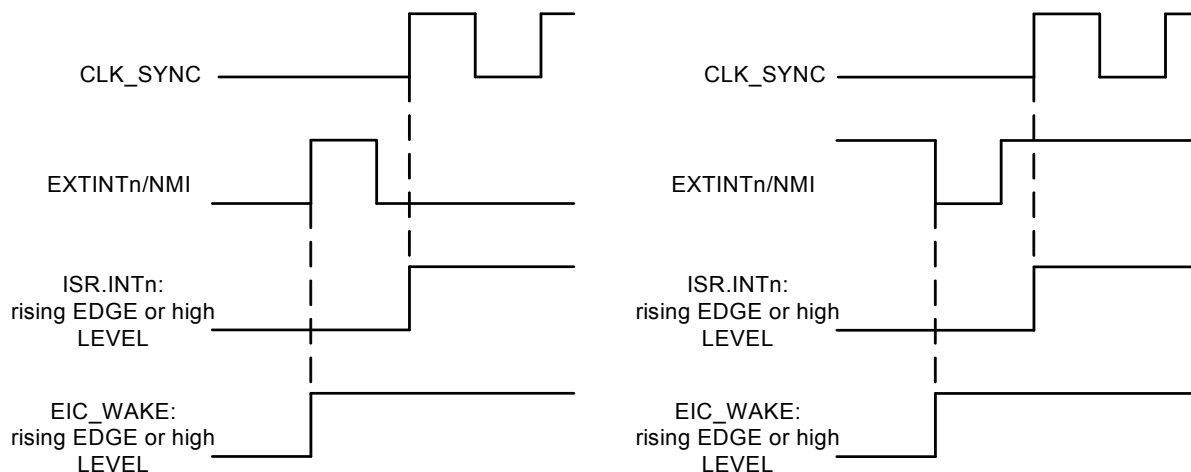 CLK_SYNC
EXTINTn/NMI
ISR.INTn:
rising EDGE or high
LEVEL
EIC_WAKE:
rising EDGE or high
LEVEL
CLK_SYNC
EXTINTn/NMI
ISR.INTn:
rising EDGE or high
LEVEL
EIC_WAKE:
rising EDGE or high
LEVEL